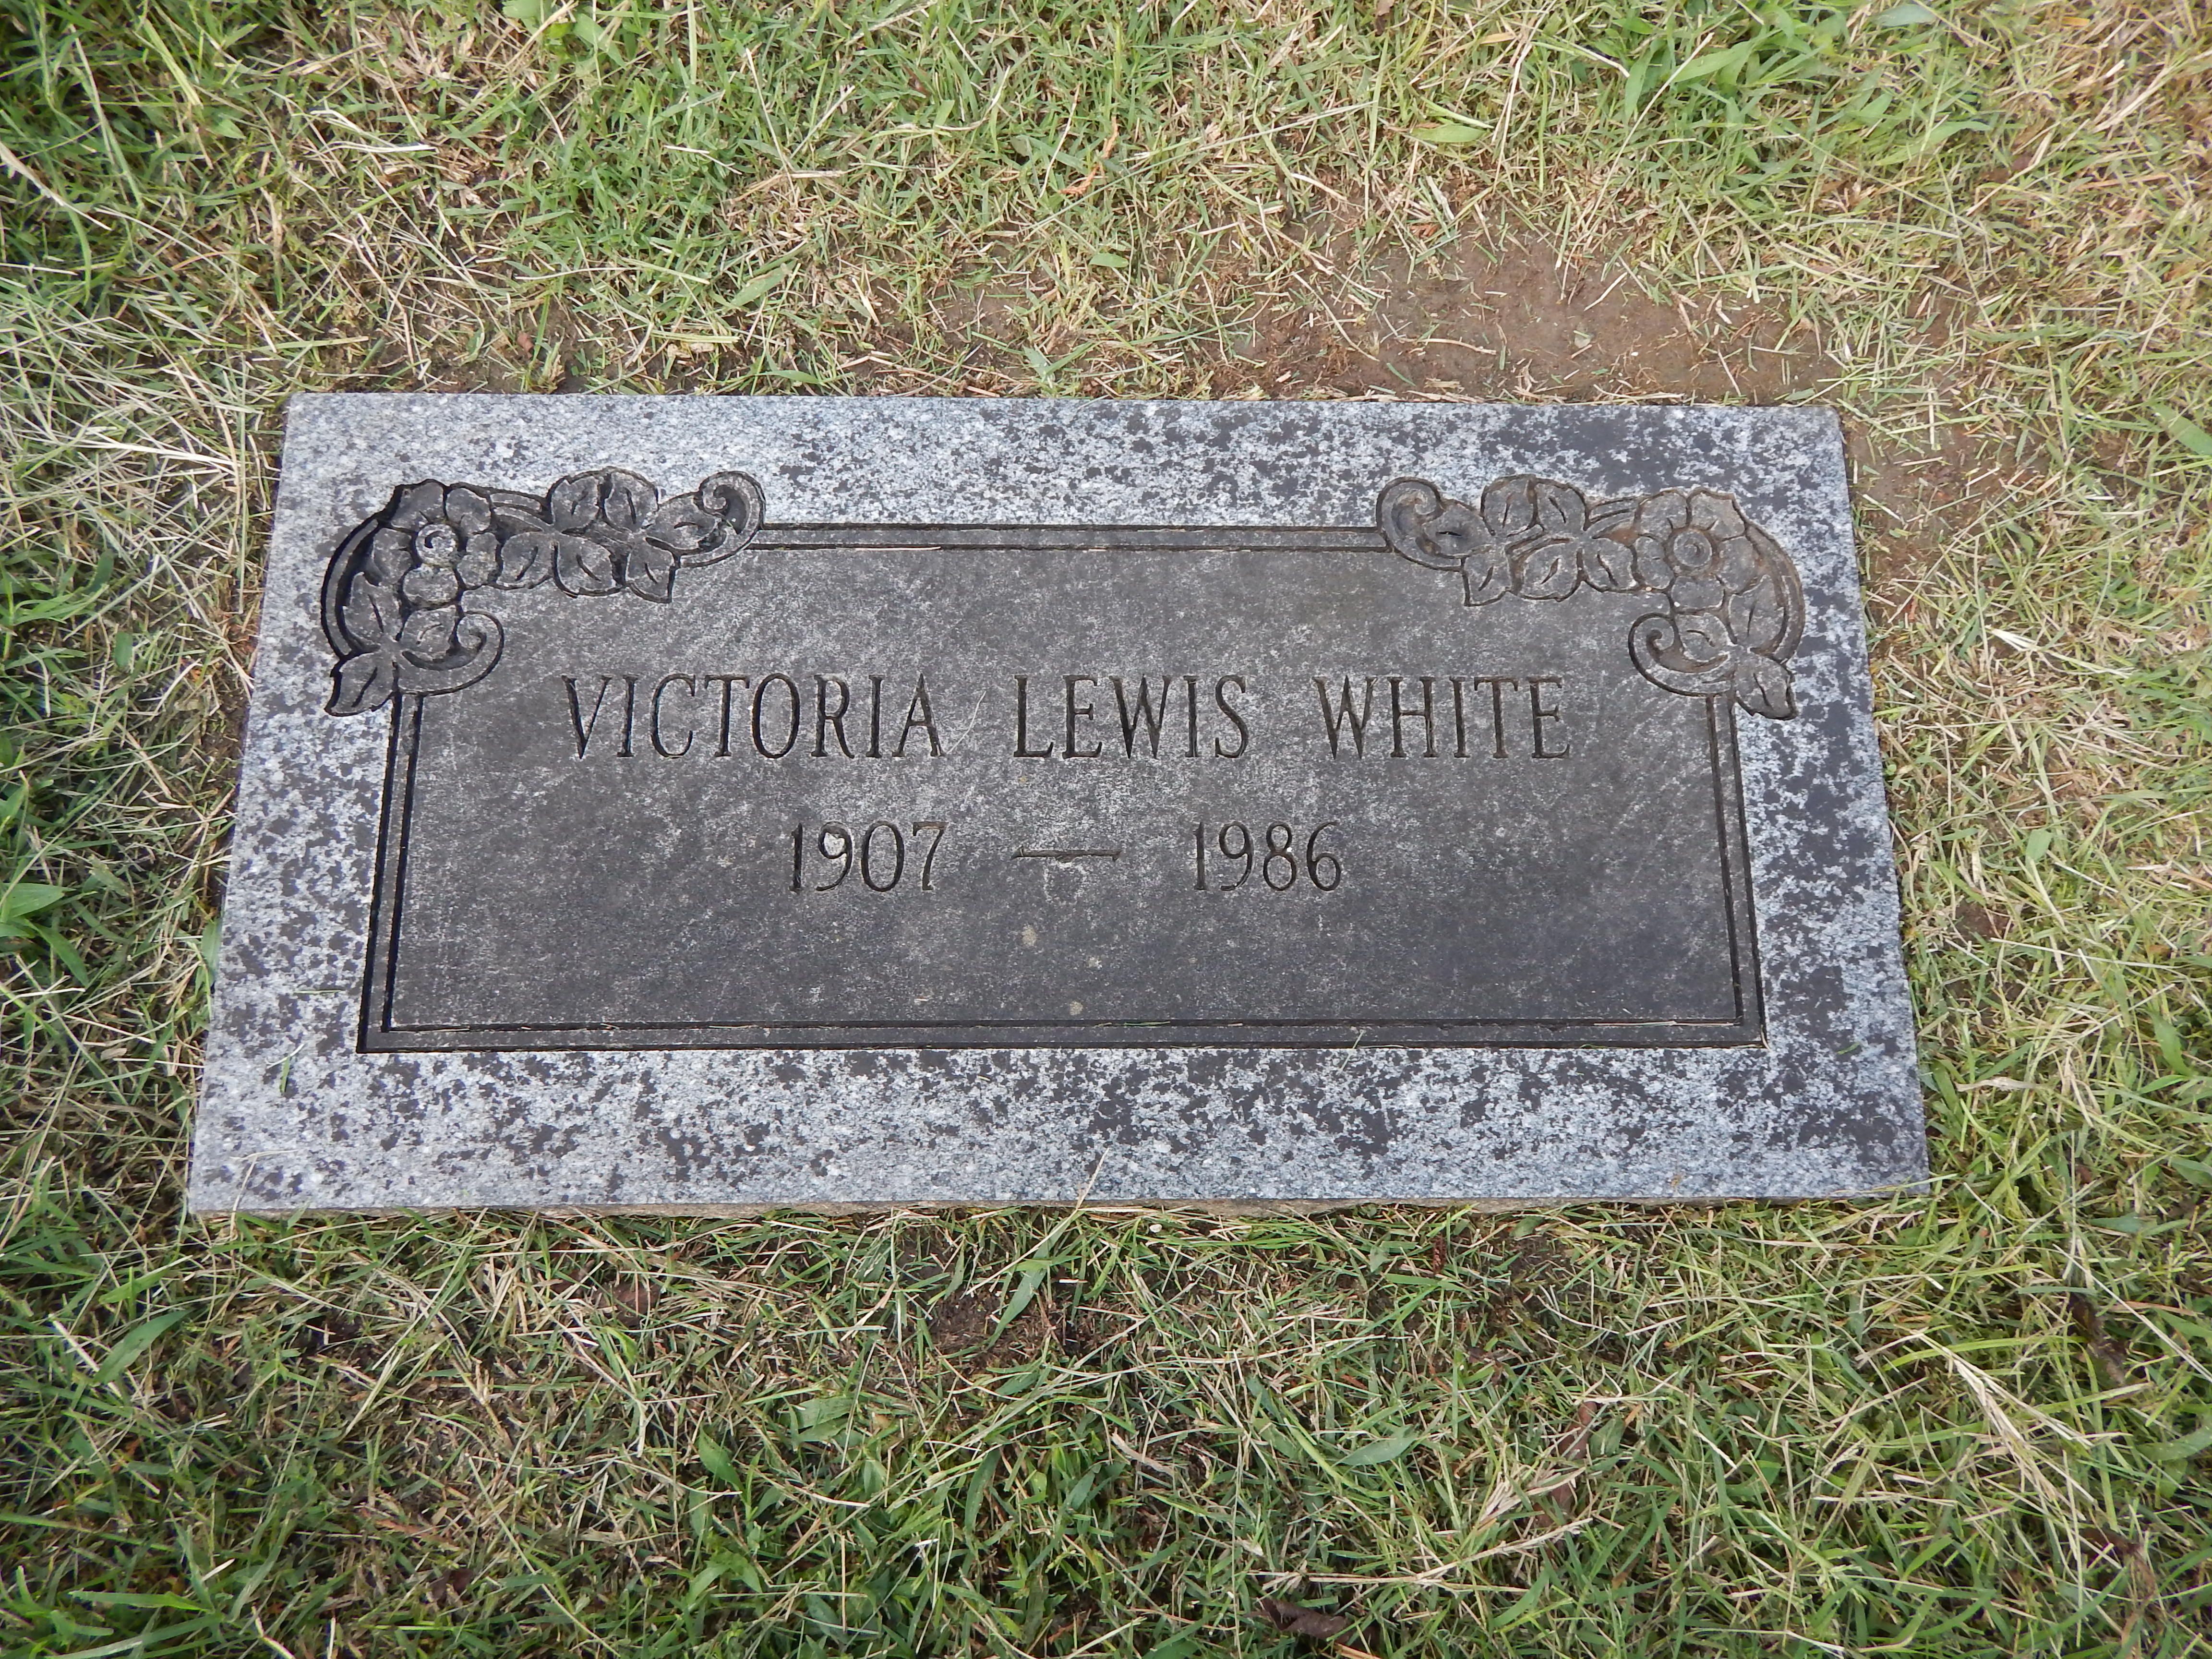 VICTORIA LEWIS WHITE
1907 — 1986